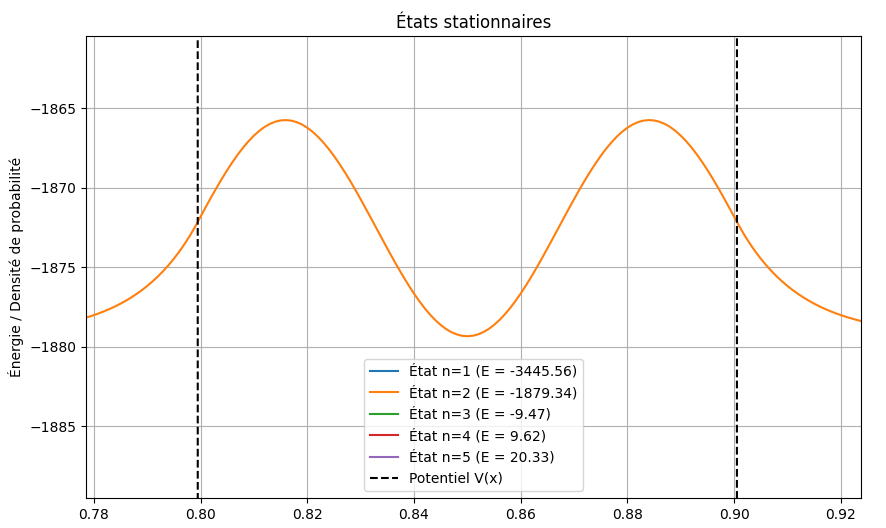 États stationnaires
Énergie / Densité de probabilité
−1865
−1870
−1875
−1880
−1885
État n=1 (E = -3445.56)
État n=2 (E = -1879.34)
État n=3 (E = -9.47)
État n=4 (E = 9.62)
État n=5 (E = 20.33)
Potentiel V(x)
0.78 0.80 0.82 0.84 0.86 0.88 0.90 0.92